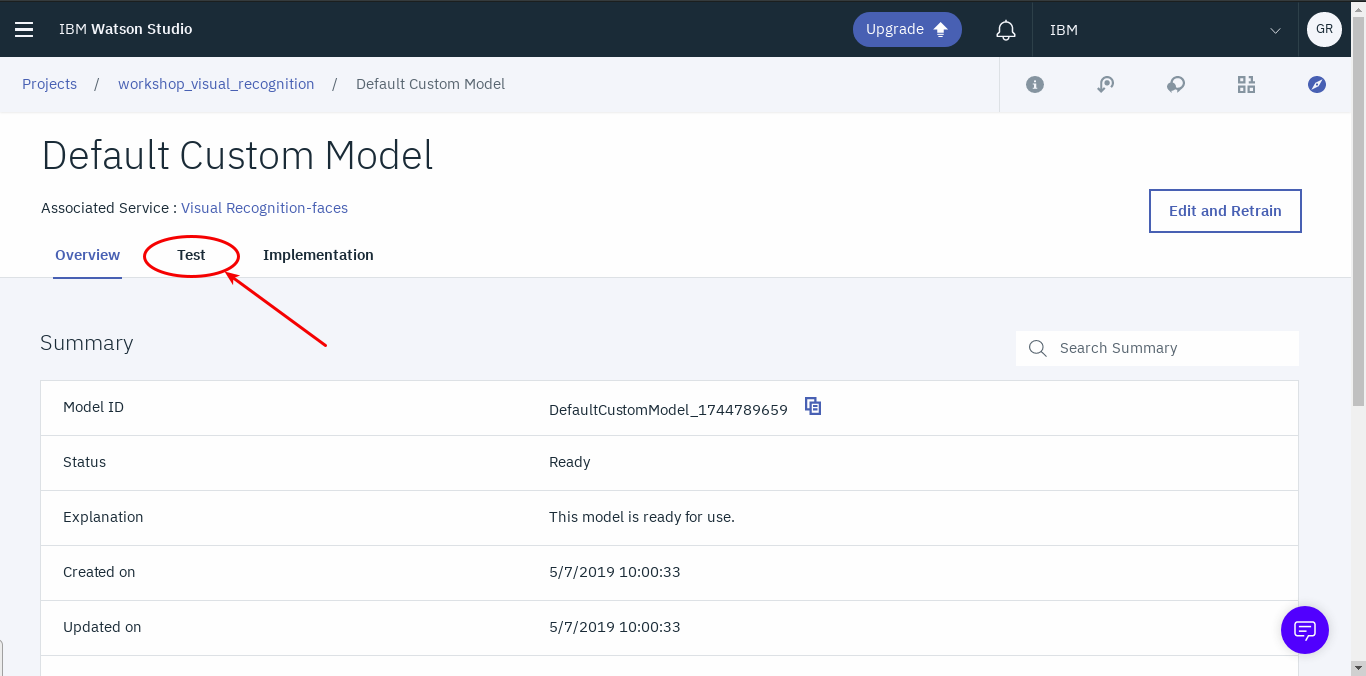 IBM Watson Studio
Upgrade
IBM
GR
Projects / workshop_visual_recognition / Default Custom Model
Default Custom Model
Associated Service : Visual Recognition-faces
Edit and Retrain
Overview Test Implementation
Summary
Search Summary
Model ID DefaultCustomModel_1744789659
Status Ready
Explanation This model is ready for use.
Created on 5/7/2019 10:00:33
Updated on 5/7/2019 10:00:33